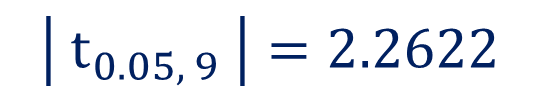 | t₀.₀₅, ₉ | = 2.2622